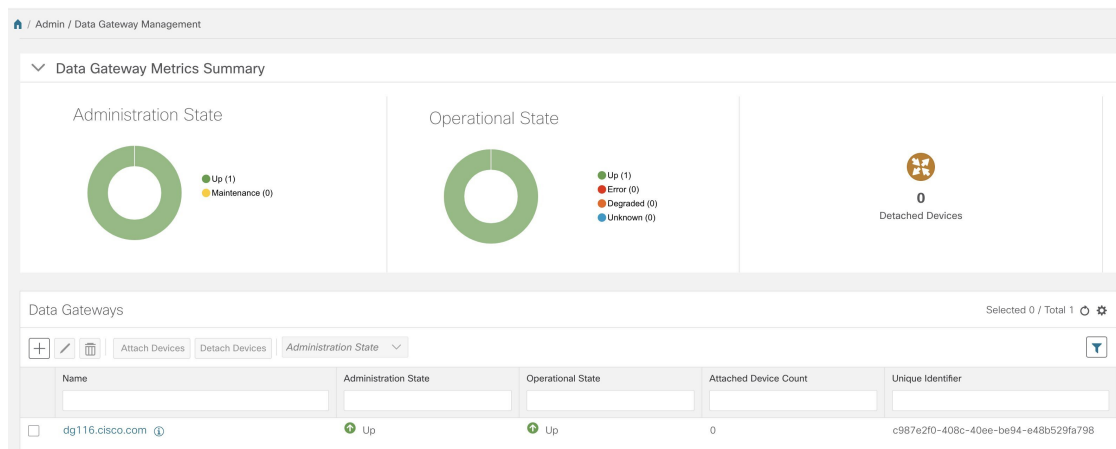 / Admin / Data Gateway Management
Data Gateway Metrics Summary
Administration State
Up (1)
Maintenance (0)
Operational State
Up (1)
Error (0)
Degraded (0)
Unknown (0)
0
Detached Devices
Data Gateways
Selected 0 / Total 1
Attach Devices Detach Devices Administration State
Name Administration State Operational State Attached Device Count Unique Identifier
dg116.cisco.com Up Up 0 c987e2f0-408c-40ee-be94-e48b529fa798